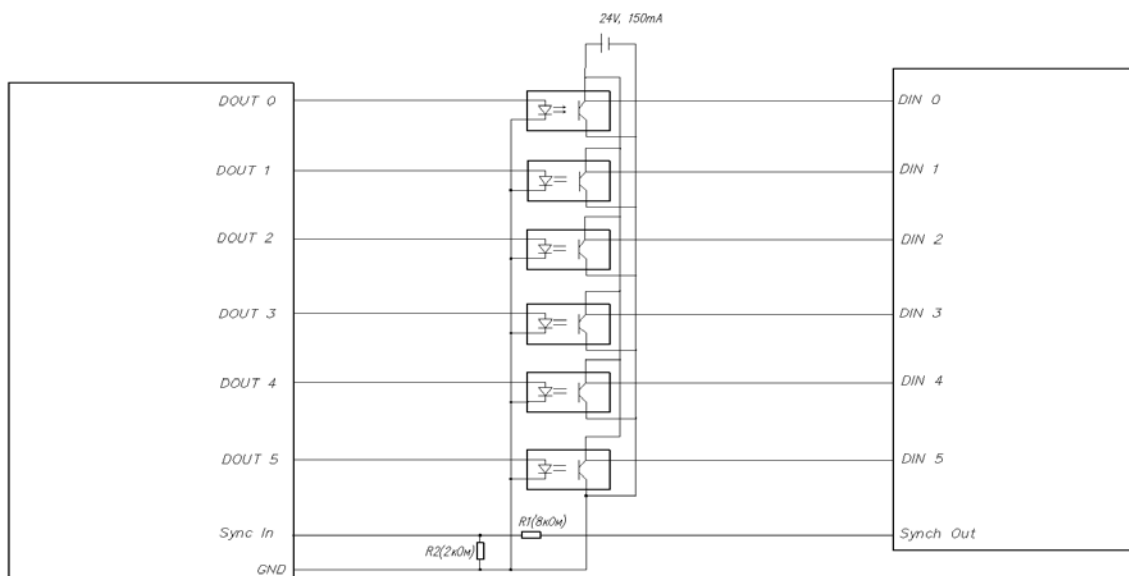 24V, 150mA
DOUT 0
DIN 0
DOUT 1
DIN 1
DOUT 2
DIN 2
DOUT 3
DIN 3
DOUT 4
DIN 4
DOUT 5
DIN 5
R1(8кОм)
Sync In
Synch Out
R2(2кОм)
GND